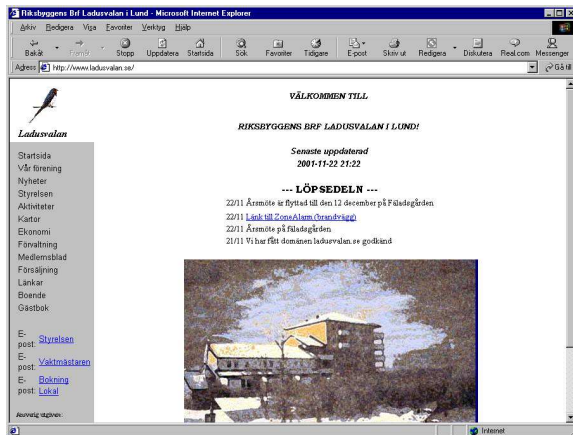 Riksbyggens Brf Ladusvalan i Lund - Microsoft Internet Explorer
Arkiv Redigera Visa Favoriter Verktyg Hjälp
Bakåt Framåt Stopp Uppdatera Startsida Sök Favoriter Tidigare E-post Skriv ut Redigera Diskutera Real.com Messenger
Adress http://www.ladusvalan.se/ Gå till
VÄLKOMMEN TILL
RIKSBYGGENS BRF LADUSVALAN I LUND!
Senaste uppdaterad
2001-11-22 21:22
--- LÖPSEDELN ---
22/11 Årsmöte är flyttad till den 12 december på Fäladsgården
22/11 Länk till ZoneAlarm (brandvägg)
22/11 Årsmöte på fäladsgården
21/11 Vi har fått domänen ladusvalan.se godkänd
Ladusvalan
Startsida
Vår förening
Nyheter
Styrelsen
Aktiviteter
Kartor
Ekonomi
Förvaltning
Medlemsblad
Försäljning
Länkar
Boende
Gästbok
E-post: Styrelsen
E-post: Vaktmästaren
E-post: Bokning Lokal
Ansvarig utgivare:
Internet